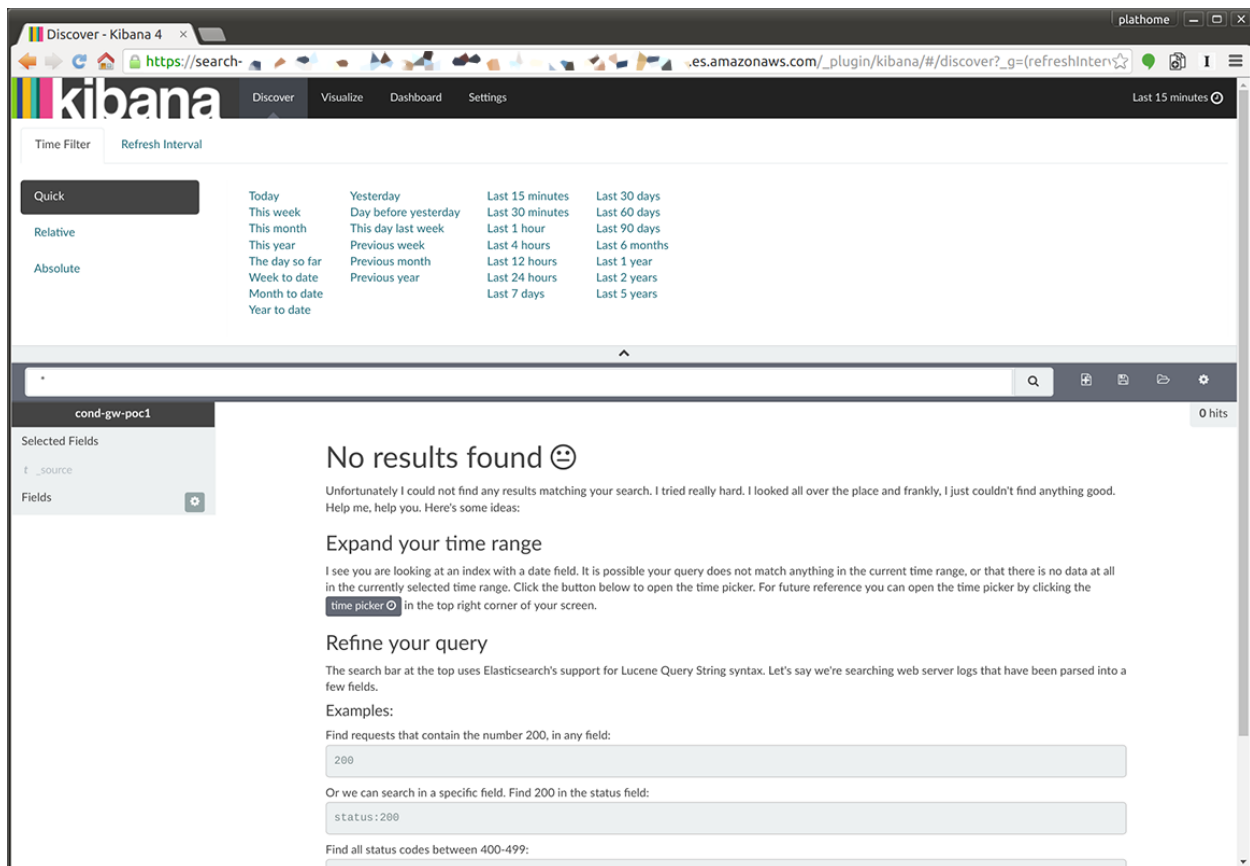 plathome
Discover - Kibana 4
https://search- .es.amazonaws.com/_plugin/kibana/#/discover?_g=(refreshInterv
kibana Discover Visualize Dashboard Settings Last 15 minutes
Time Filter Refresh Interval
Quick
Relative
Absolute
Today Yesterday Last 15 minutes Last 30 days
This week Day before yesterday Last 30 minutes Last 60 days
This month This day last week Last 1 hour Last 90 days
This year Previous week Last 4 hours Last 6 months
The day so far Previous month Last 12 hours Last 1 year
Week to date Previous year Last 24 hours Last 2 years
Month to date Last 7 days Last 5 years
Year to date
*
cond-gw-poc1 0 hits
Selected Fields
t _source
Fields
No results found
Unfortunately I could not find any results matching your search. I tried really hard. I looked all over the place and frankly, I just couldn't find anything good.
Help me, help you. Here's some ideas:
Expand your time range
I see you are looking at an index with a date field. It is possible your query does not match anything in the current time range, or that there is no data at all
in the currently selected time range. Click the button below to open the time picker. For future reference you can open the time picker by clicking the
time picker in the top right corner of your screen.
Refine your query
The search bar at the top uses Elasticsearch's support for Lucene Query String syntax. Let's say we're searching web server logs that have been parsed into a
few fields.
Examples:
Find requests that contain the number 200, in any field:
200
Or we can search in a specific field. Find 200 in the status field:
status:200
Find all status codes between 400-499: